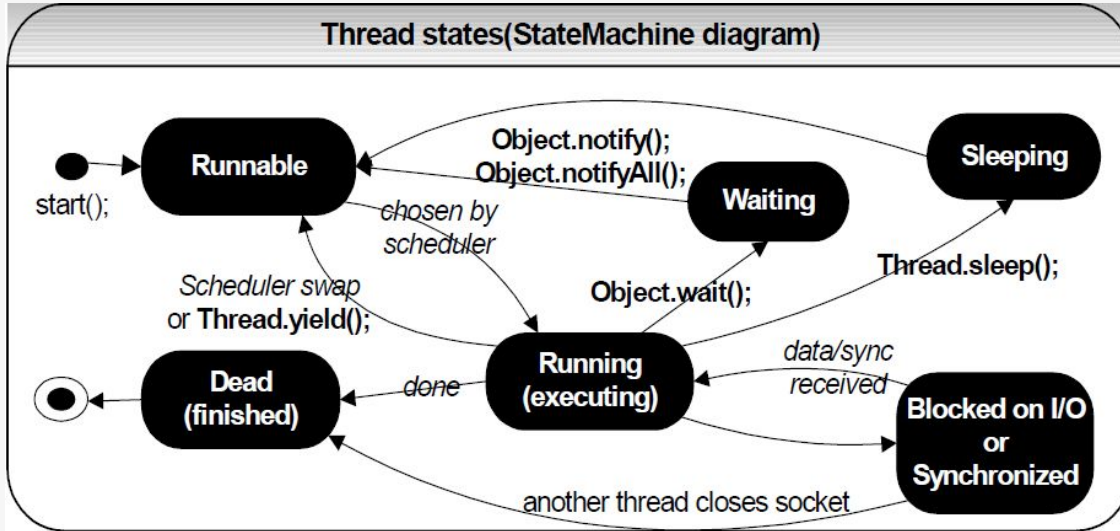 Thread states(StateMachine diagram)
Runnable
start();
Object.notify();
Object.notifyAll();
Sleeping
Waiting
chosen by
scheduler
Scheduler swap
or Thread.yield();
Object.wait();
Thread.sleep();
Dead
(finished)
done
Running
(executing)
data/sync
received
Blocked on I/O
or
Synchronized
another thread closes socket